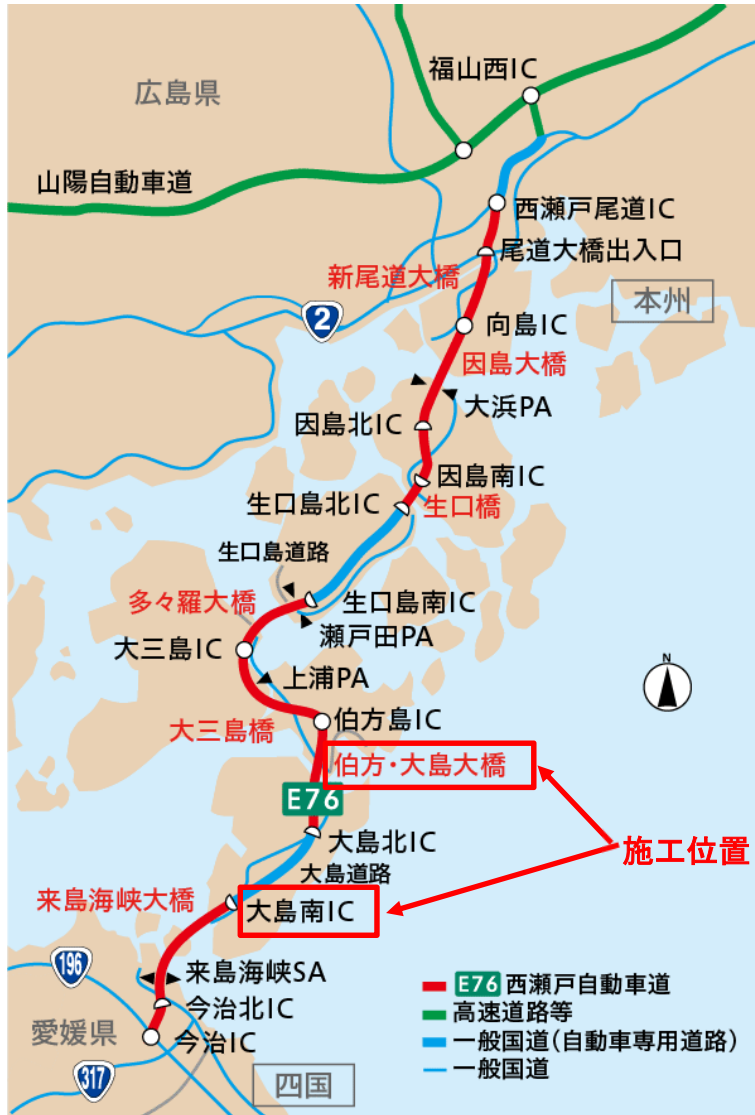 福山西IC
広島県
山陽自動車道
西瀬戸尾道IC
尾道大橋出入口
新尾道大橋
本州
2
向島IC
因島大橋
大浜PA
因島北IC
因島南IC
生口島北IC
生口橋
生口島道路
多々羅大橋
生口島南IC
瀬戸田PA
大三島IC
上浦PA
N
大三島橋
伯方島IC
伯方・大島大橋
E76
大島北IC
施工位置
大島道路
来島海峡大橋
大島南IC
196
来島海峡SA
今治北IC
愛媛県
今治IC
317
四国
E76 西瀬戸自動車道
高速道路等
一般国道(自動車専用道路)
一般国道